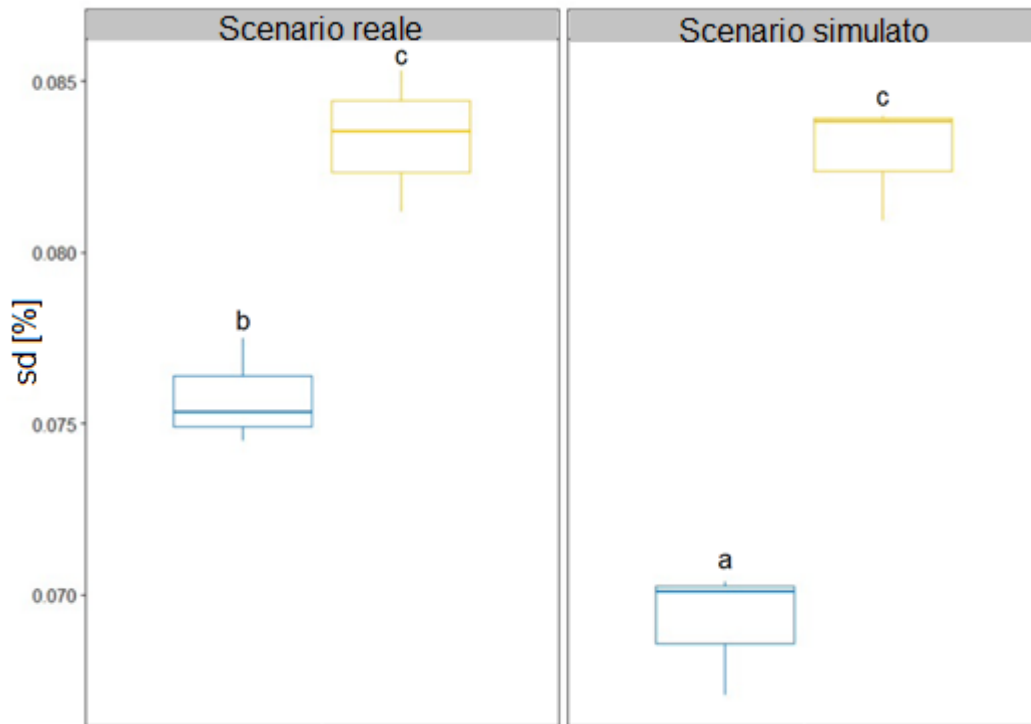 Scenario reale
Scenario simulato
sd [%]
0.085
0.080
0.075
0.070
b
c
a
c